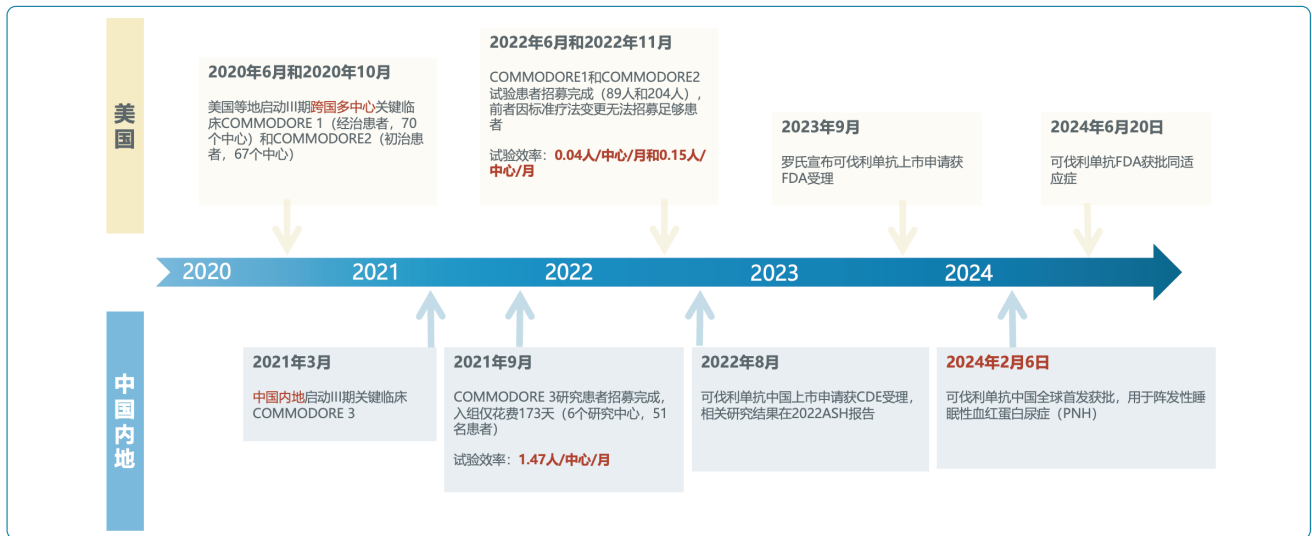 美国
2020年6月和2020年10月
美国等地启动III期跨国多中心关键临
床COMMODORE 1（经治患者，70
个中心）和COMMODORE2（初治患
者，67个中心）
2022年6月和2022年11月
COMMODORE1和COMMODORE2
试验患者招募完成（89人和204人），
前者因标准疗法变更无法招募足够患
者
试验效率：0.04人/中心/月和0.15人/
中心/月
2023年9月
罗氏宣布可伐利单抗上市申请获
FDA受理
2024年6月20日
可伐利单抗FDA获批同适
应症
2020
2021
2022
2023
2024
中国内地
2021年3月
中国内地启动III期关键临床
COMMODORE 3
2021年9月
COMMODORE 3研究患者招募完成，
入组仅花费173天（6个研究中心，51
名患者）
试验效率：1.47人/中心/月
2022年8月
可伐利单抗中国上市申请获CDE受理，
相关研究结果在2022ASH报告
2024年2月6日
可伐利单抗中国全球首发获批，用于阵发性睡
眠性血红蛋白尿症（PNH）